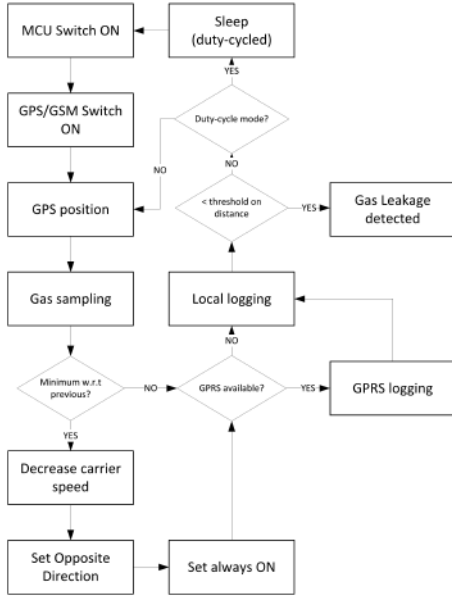 MCU Switch ON
Sleep
(duty-cycled)
YES
GPS/GSM Switch
ON
Duty-cycle mode?
NO
NO
GPS position
< threshold on
distance
YES
Gas Leakage
detected
Gas sampling
Local logging
NO
Minimum w.r.t
previous?
NO
GPRS available?
YES
GPRS logging
YES
Decrease carrier
speed
Set Opposite
Direction
Set always ON